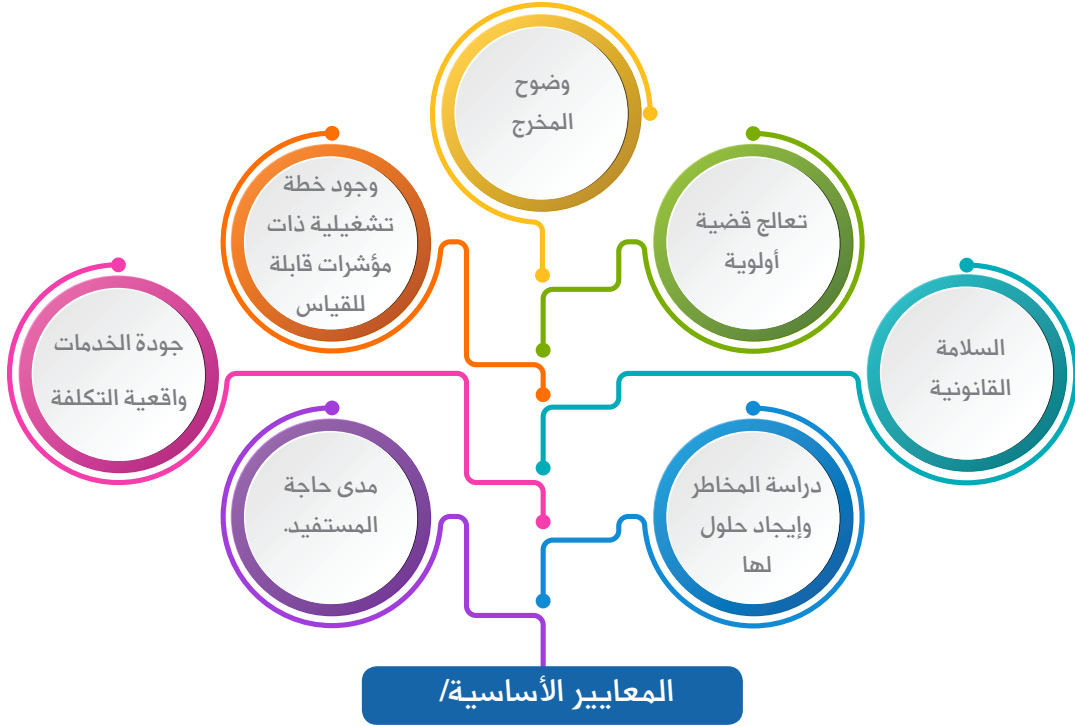 وضوح
المخرج
تعالج قضية
أولوية
وجود خطة
تشغيلية ذات
مؤشرات قابلة
للقياس
السلامة
القانونية
جودة الخدمات
واقعية التكلفة
دراسة المخاطر
وإيجاد حلول
لها
مدى حاجة
المستفيد.
المعايير الأساسية/